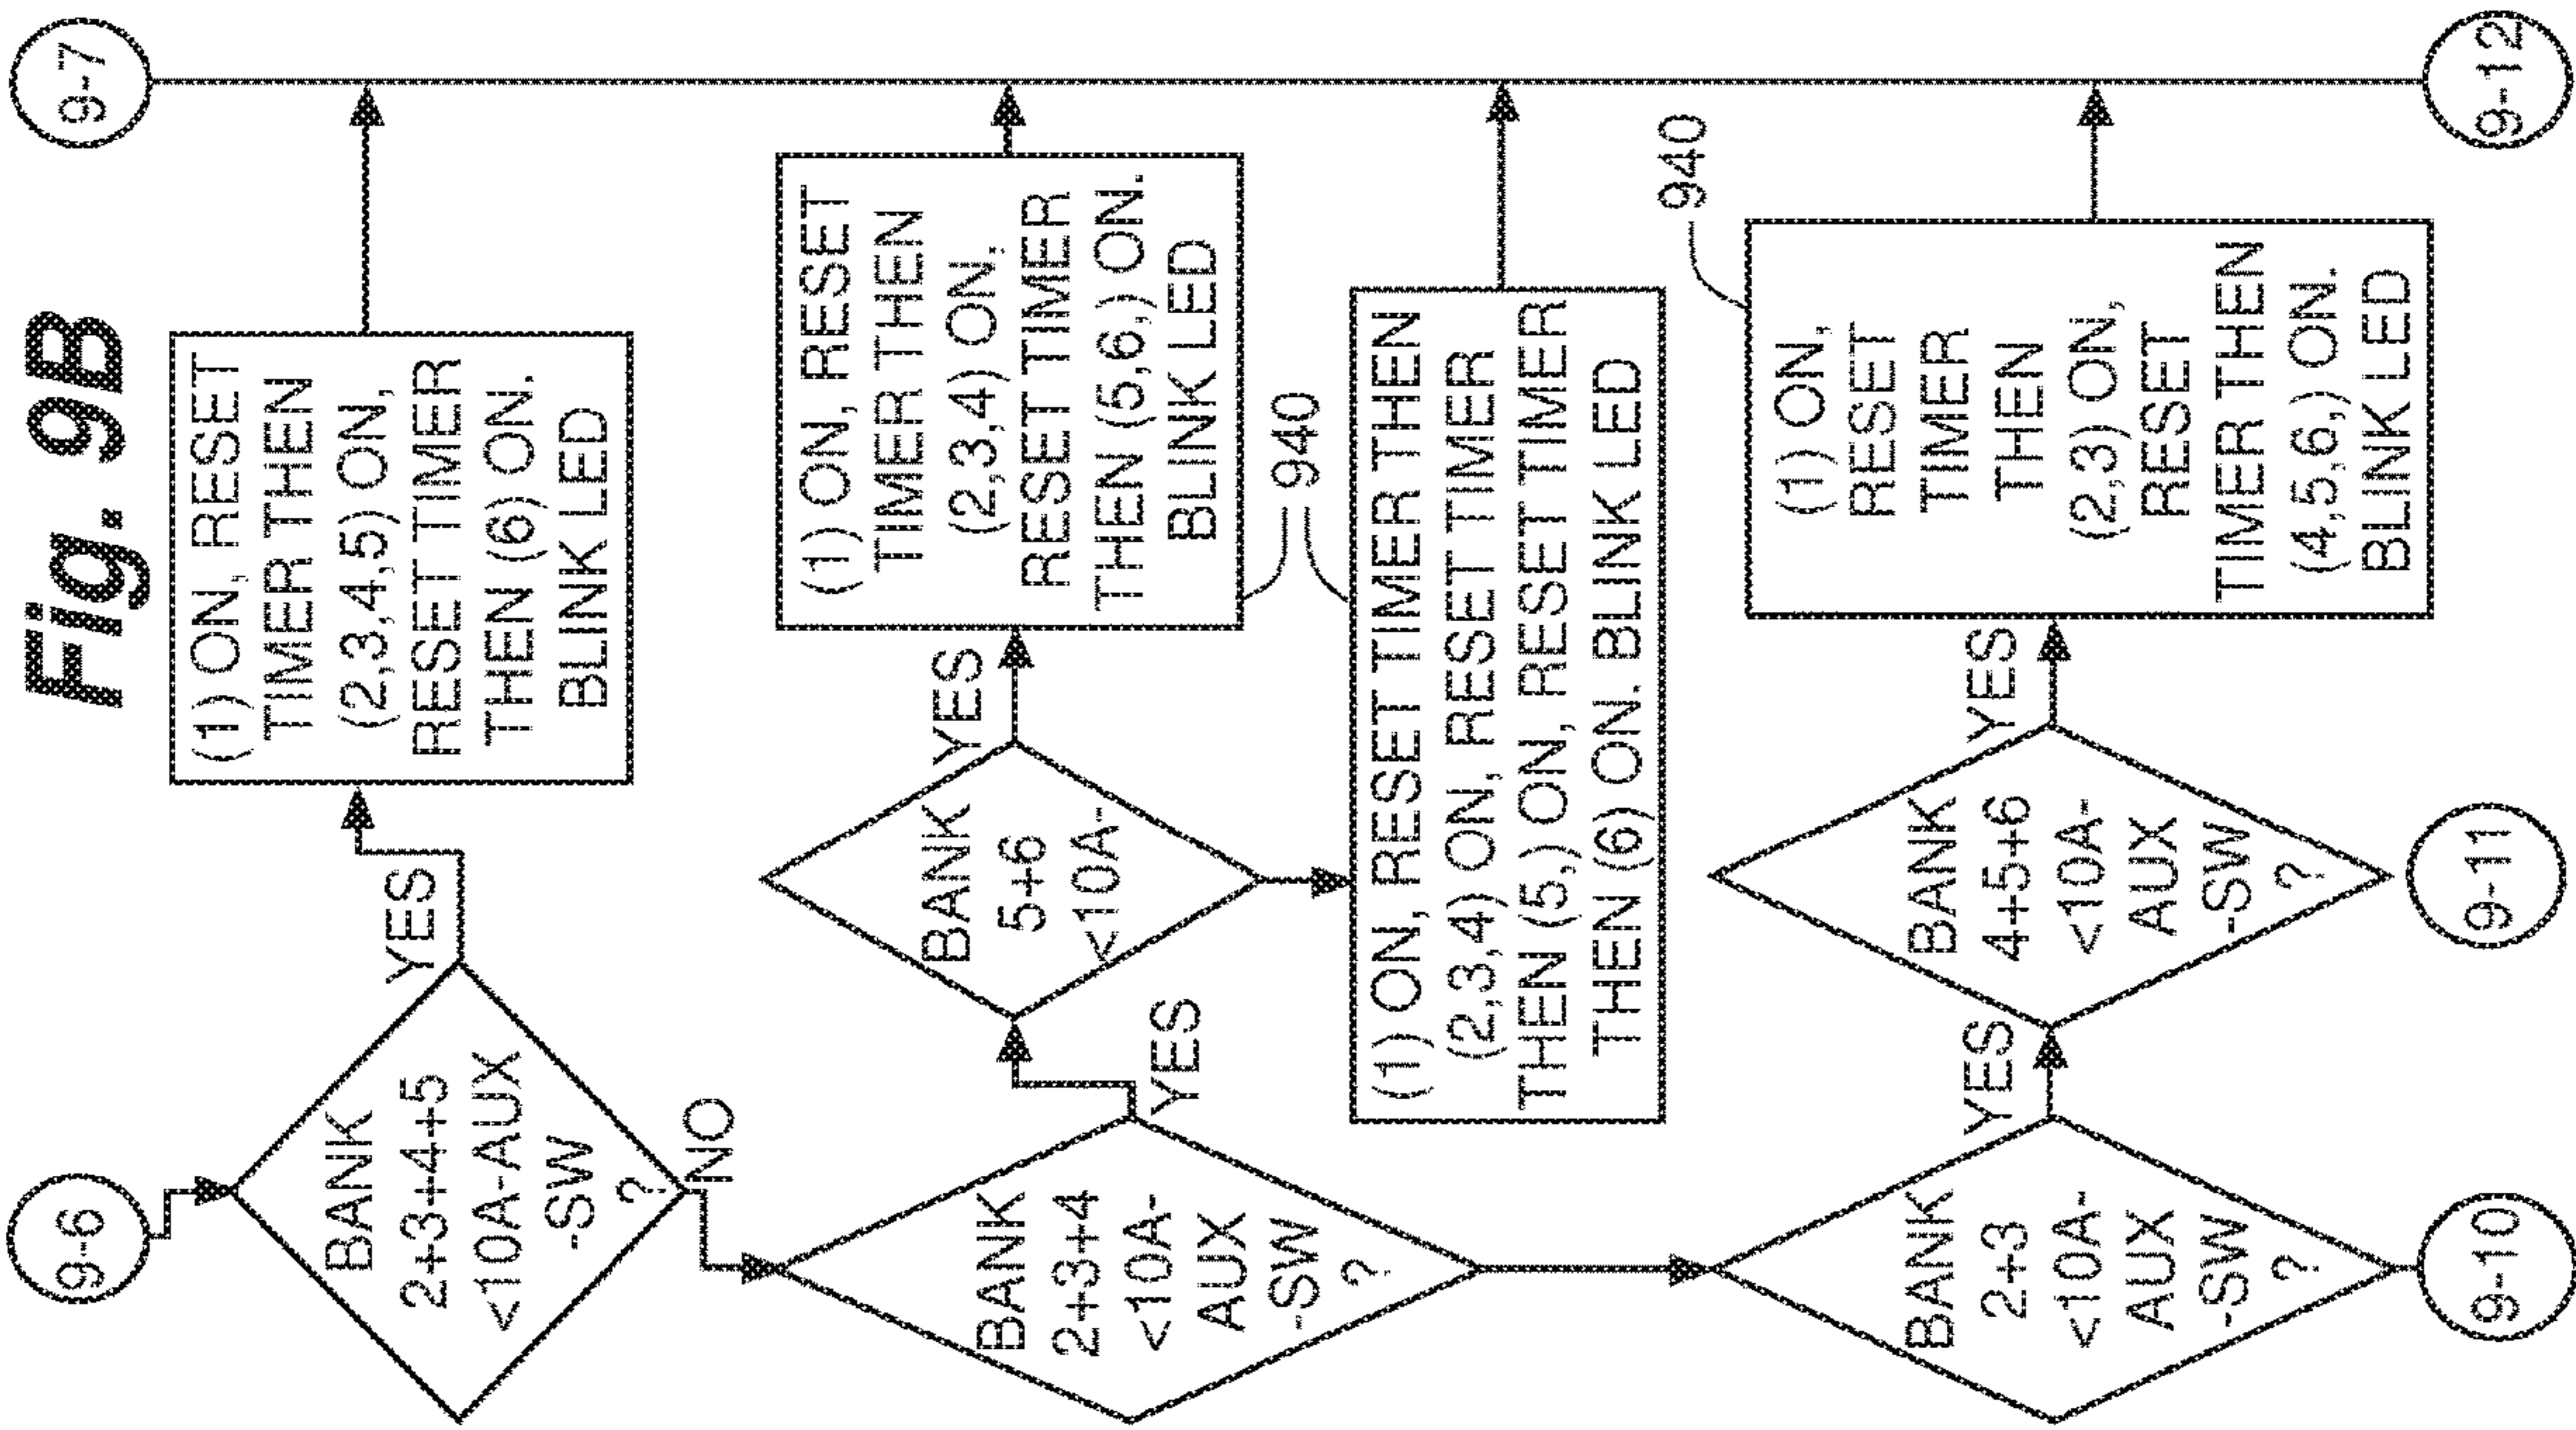 Fig. 9B
9-6
BANK
2+3+4+5
<10A-AUX
-SW
?
YES
NO
(1) ON, RESET
TIMER THEN
(2,3,4,5) ON,
RESET TIMER
THEN (6) ON.
BLINK LED
9-7
BANK
2+3+4
<10A-
AUX
-SW
?
YES
BANK
5+6
<10A-
YES
(1) ON, RESET
TIMER THEN
(2,3,4) ON,
RESET TIMER
THEN (5,6,) ON.
BLINK LED
940
(1) ON, RESET TIMER THEN
(2,3,4) ON, RESET TIMER
THEN (5,) ON, RESET TIMER
THEN (6) ON. BLINK LED
BANK
2+3
<10A-
AUX
-SW
?
YES
BANK
4+5+6
<10A-
AUX
-SW
?
YES
(1) ON,
RESET
TIMER
THEN
(2,3) ON,
RESET
TIMER THEN
(4,5,6,) ON.
BLINK LED
940
9-10
9-11
9-12